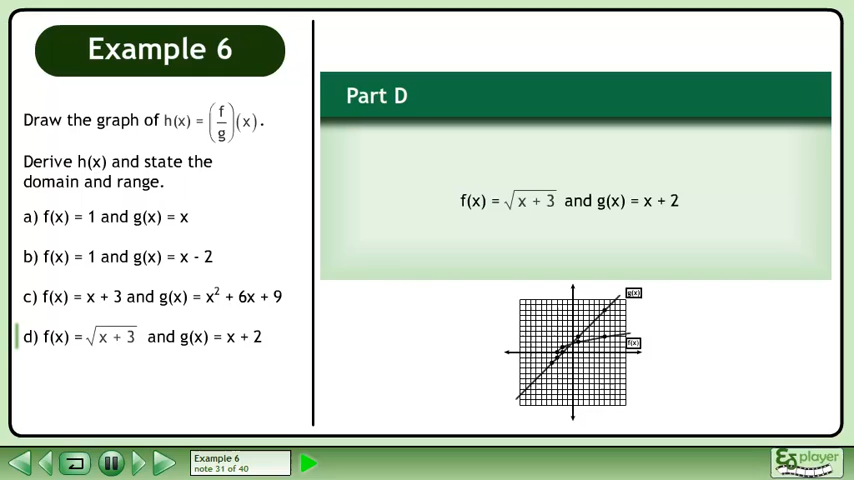 Example 6
Draw the graph of h(x) = (f/g)(x).
Derive h(x) and state the
domain and range.
a) f(x) = 1 and g(x) = x
b) f(x) = 1 and g(x) = x - 2
c) f(x) = x + 3 and g(x) = x² + 6x + 9
d) f(x) = √(x + 3) and g(x) = x + 2
Part D
f(x) = √(x + 3) and g(x) = x + 2
g(x)
f(x)
Example 6
note 31 of 40
player